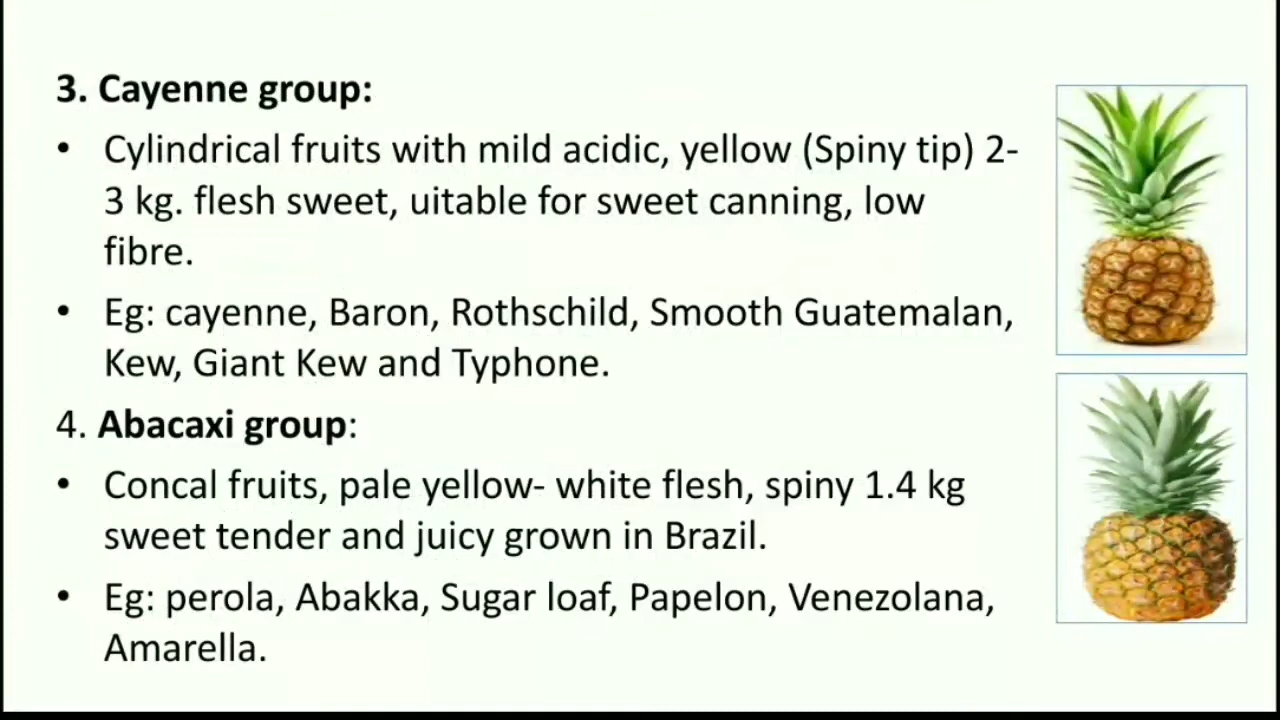 3. Cayenne group:
• Cylindrical fruits with mild acidic, yellow (Spiny tip) 2-
3 kg. flesh sweet, uitable for sweet canning, low
fibre.
• Eg: cayenne, Baron, Rothschild, Smooth Guatemalan,
Kew, Giant Kew and Typhone.
4. Abacaxi group:
• Concal fruits, pale yellow- white flesh, spiny 1.4 kg
sweet tender and juicy grown in Brazil.
• Eg: perola, Abakka, Sugar loaf, Papelon, Venezolana,
Amarella.